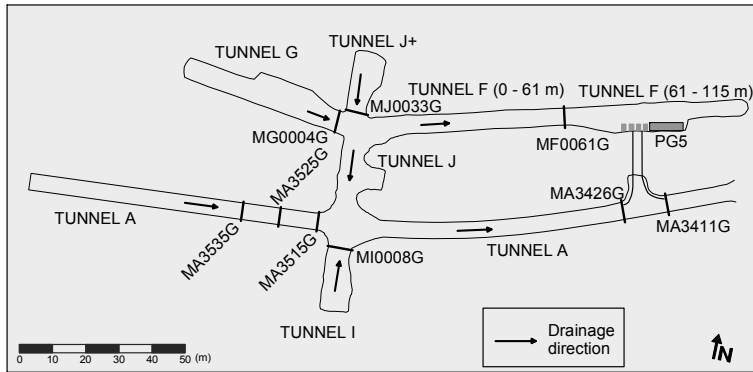 TUNNEL J+
TUNNEL G
TUNNEL F (0 - 61 m)
TUNNEL F (61 - 115 m)
MJ0033G
MG0004G
MF0061G
PG5
MA3525G
TUNNEL J
MA3426G
TUNNEL A
MA3535G
MA3515G
MI0008G
TUNNEL A
MA3411G
TUNNEL I
0 10 20 30 40 50 (m)
Drainage
direction
N